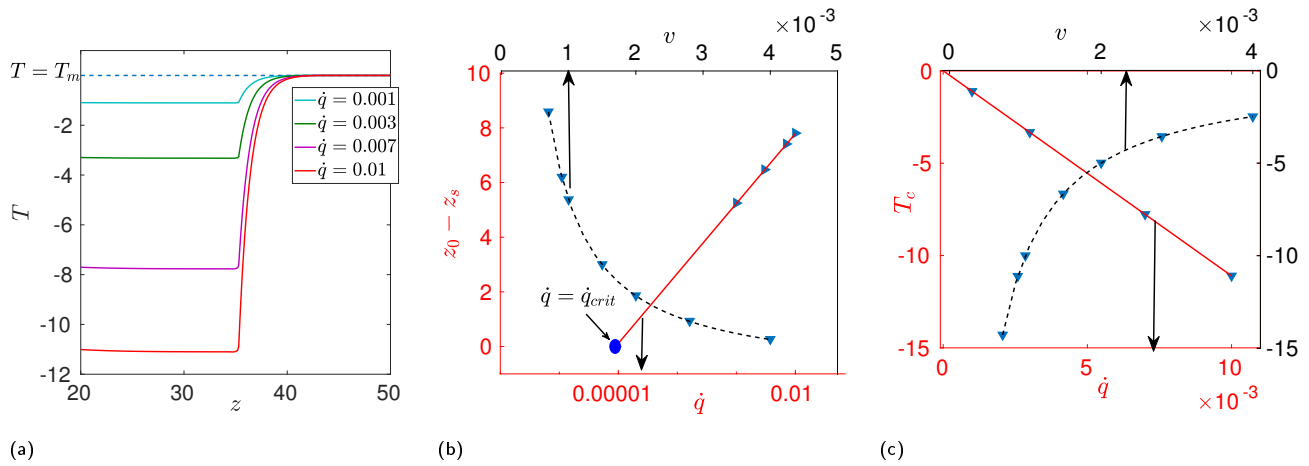 T = T_m
-2
-4
-6
-8
-10
-12
20
30
40
50
T
z
q̇ = 0.001
q̇ = 0.003
q̇ = 0.007
q̇ = 0.01
(a)
×10⁻³
v
0 1 2 3 4 5
10
8
6
4
2
0
z₀ − z_s
q̇ = q̇_crit
0.00001 q̇ 0.01
(b)
×10⁻³
v
0 2 4
0
-5
-10
-15
T_c
0
-5
-10
-15
0 5 10
q̇
×10⁻³
(c)